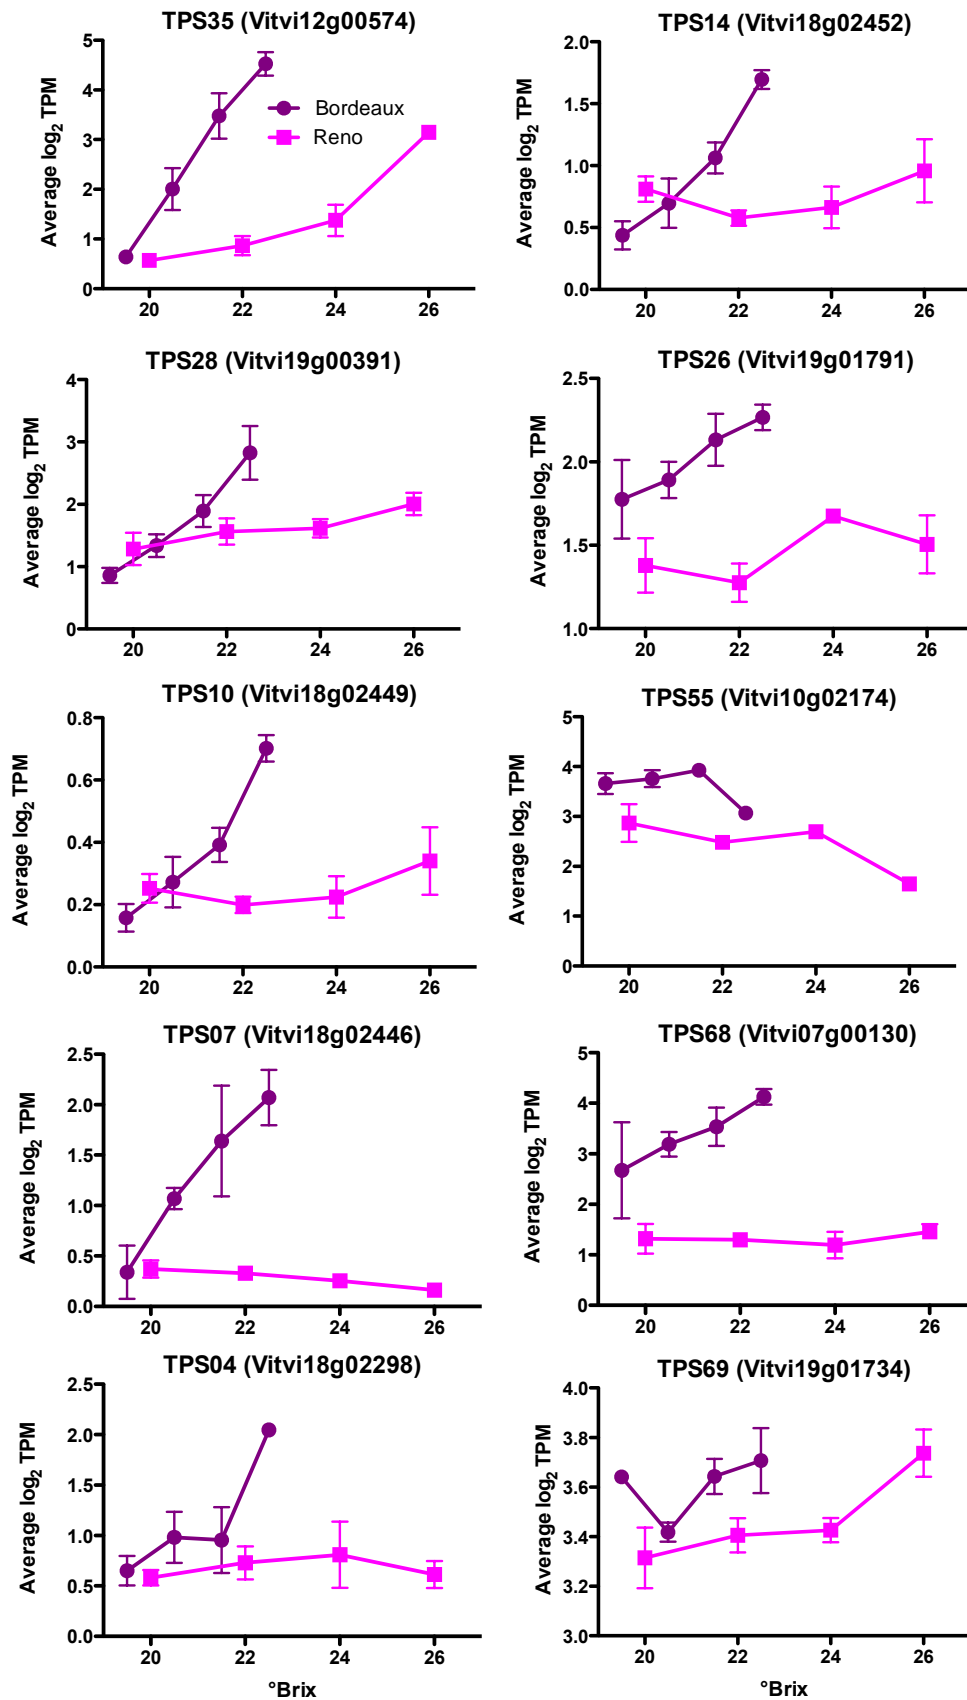 TPS35 (Vitvi12g00574)
Average log2 TPM
5
4
3
2
1
0
Bordeaux
Reno
20 22 24 26
TPS14 (Vitvi18g02452)
Average log2 TPM
2.0
1.5
1.0
0.5
0.0
20 22 24 26
TPS28 (Vitvi19g00391)
Average log2 TPM
4
3
2
1
0
20 22 24 26
TPS26 (Vitvi19g01791)
Average log2 TPM
2.5
2.0
1.5
1.0
20 22 24 26
TPS10 (Vitvi18g02449)
Average log2 TPM
0.8
0.6
0.4
0.2
0.0
20 22 24 26
TPS55 (Vitvi10g02174)
Average log2 TPM
5
4
3
2
1
0
20 22 24 26
TPS07 (Vitvi18g02446)
Average log2 TPM
2.5
2.0
1.5
1.0
0.5
0.0
20 22 24 26
TPS68 (Vitvi07g00130)
Average log2 TPM
5
4
3
2
1
0
20 22 24 26
TPS04 (Vitvi18g02298)
Average log2 TPM
2.5
2.0
1.5
1.0
0.5
0.0
20 22 24 26
°Brix
TPS69 (Vitvi19g01734)
Average log2 TPM
4.0
3.8
3.6
3.4
3.2
3.0
20 22 24 26
°Brix